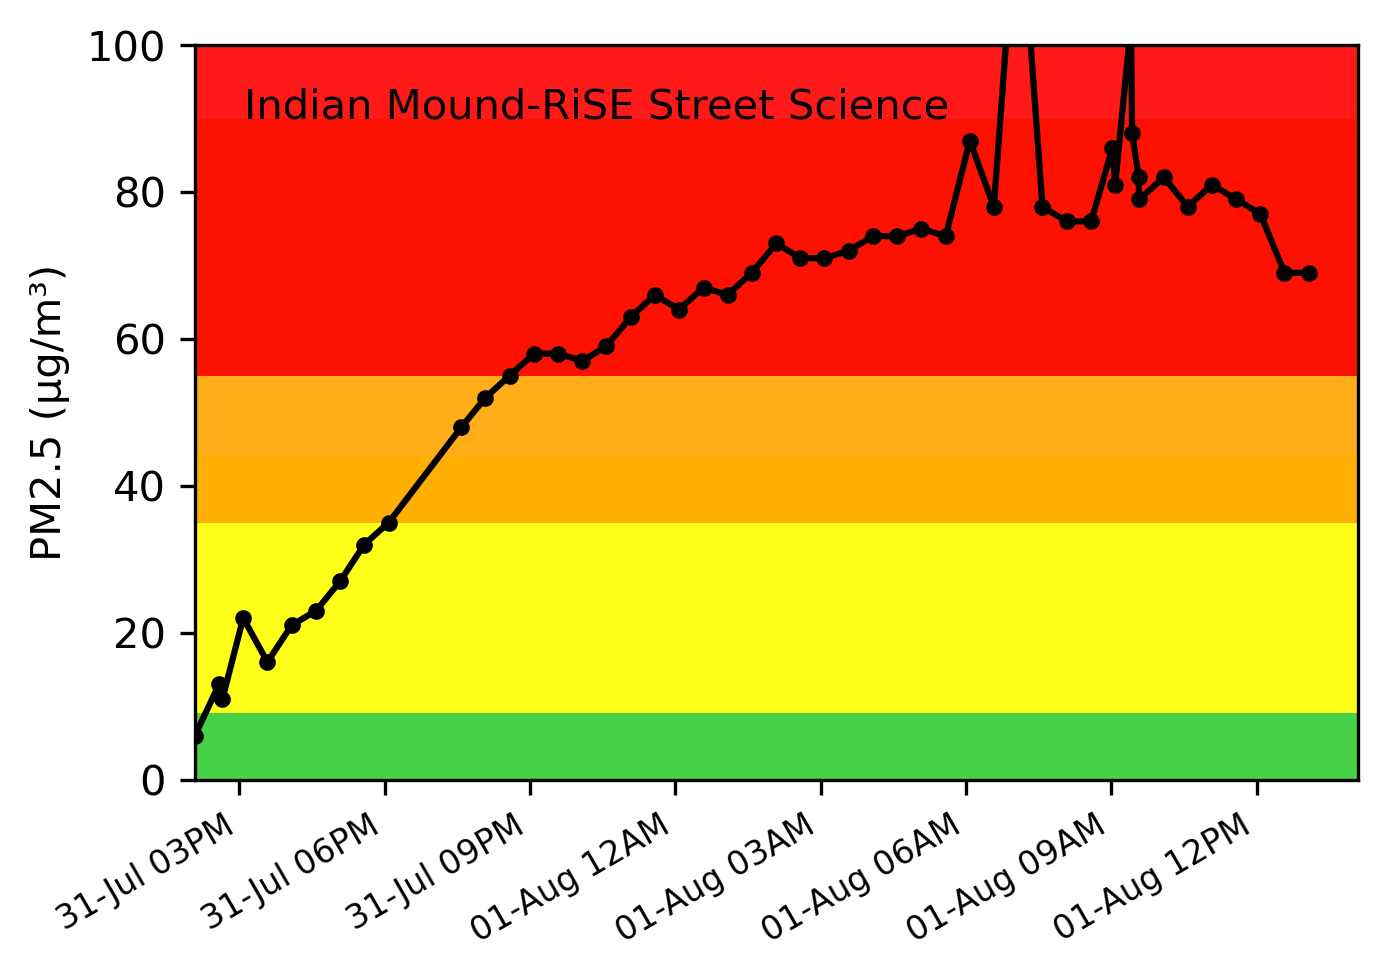 100
Indian Mound-RiSE Street Science
80
60
40
20
0
PM2.5 (μg/m³)
31-Jul 03PM
31-Jul 06PM
31-Jul 09PM
01-Aug 12AM
01-Aug 03AM
01-Aug 06AM
01-Aug 09AM
01-Aug 12PM